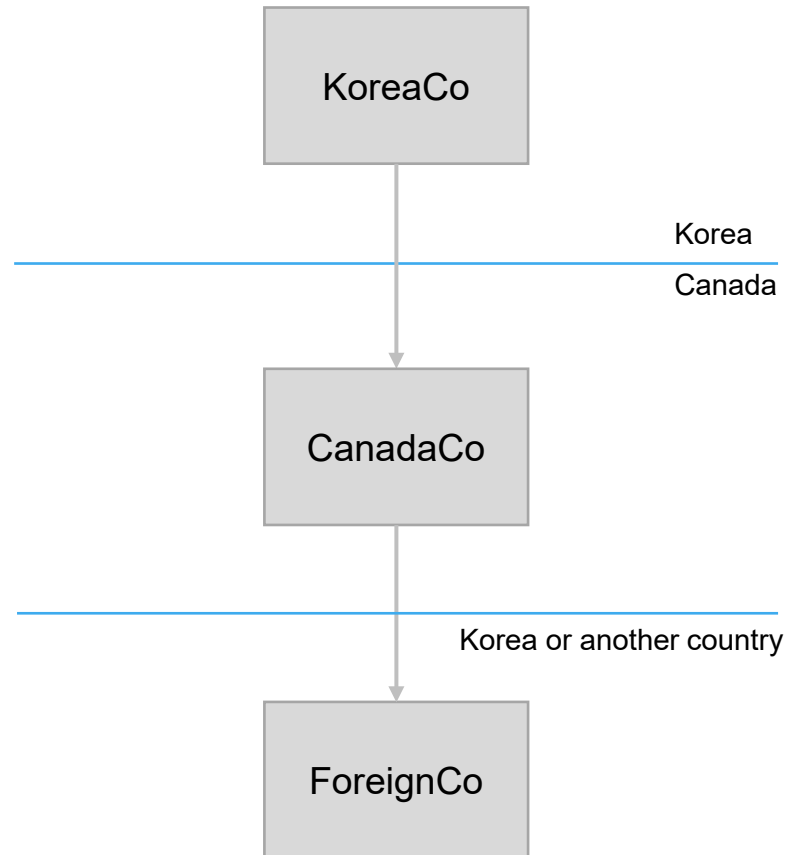 KoreaCo
Korea
Canada
CanadaCo
Korea or another country
ForeignCo